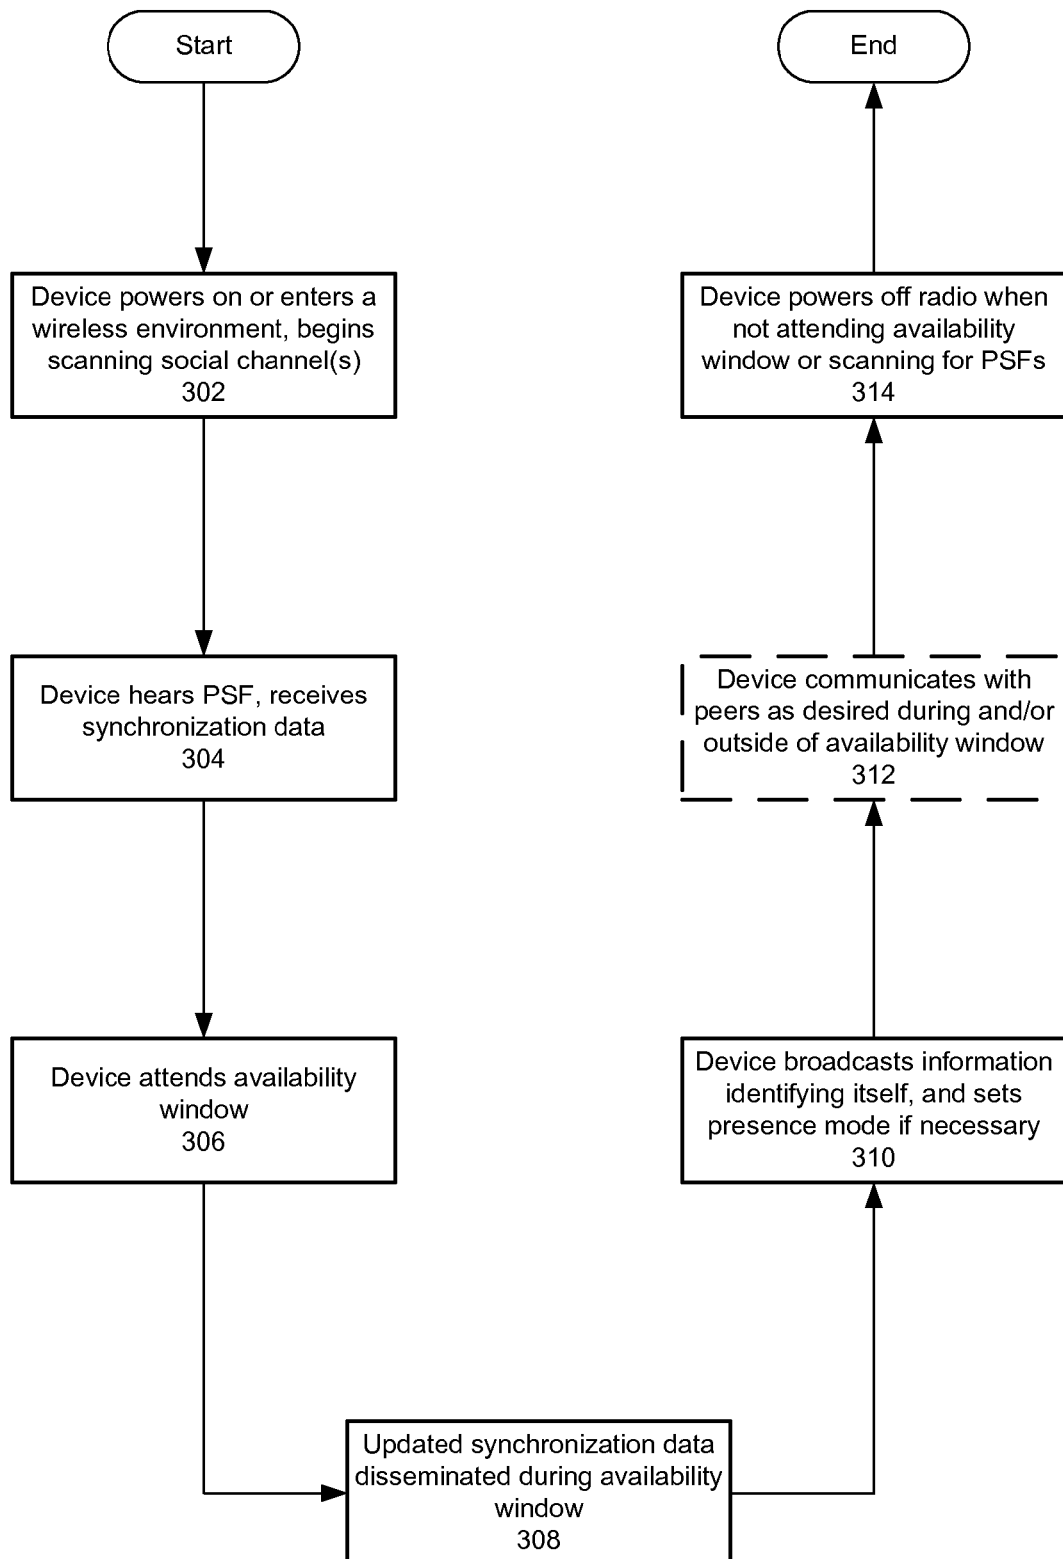 Start
Device powers on or enters a
wireless environment, begins
scanning social channel(s)
302
Device hears PSF, receives
synchronization data
304
Device attends availability
window
306
Updated synchronization data
disseminated during availability
window
308
Device broadcasts information
identifying itself, and sets
presence mode if necessary
310
Device communicates with
peers as desired during and/or
outside of availability window
312
Device powers off radio when
not attending availability
window or scanning for PSFs
314
End